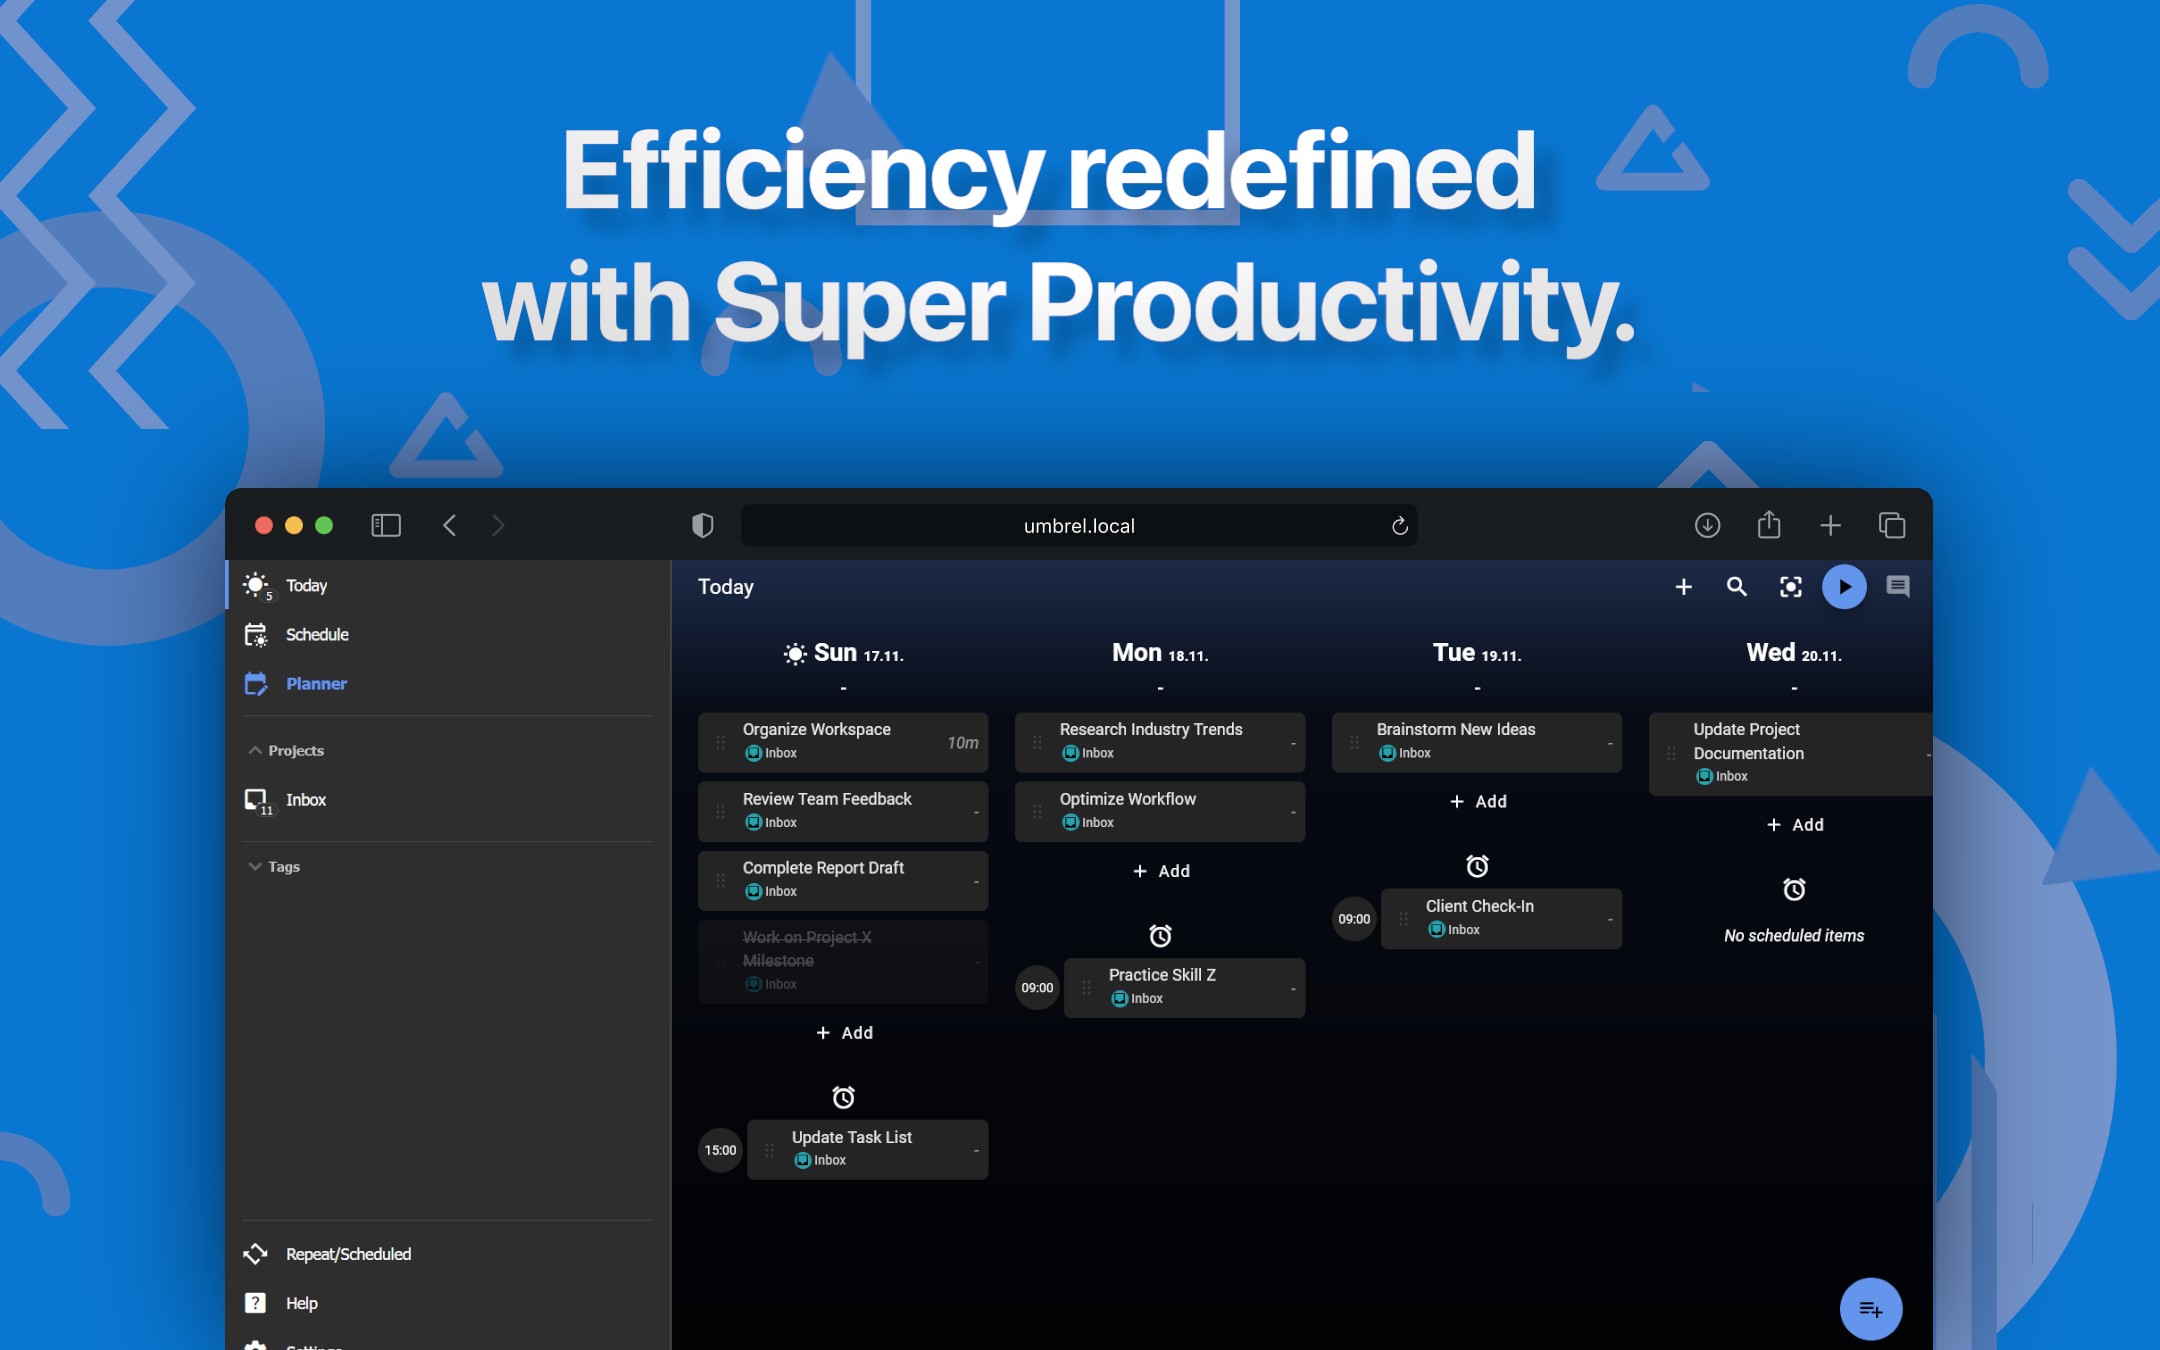 Efficiency redefined
with Super Productivity.
umbrel.local
Today
5
Schedule
Planner
Projects
Inbox
11
Tags
Repeat/Scheduled
Help
Settings
Today
Sun 17.11.
-
Organize Workspace
Inbox
10m
Review Team Feedback
Inbox
-
Complete Report Draft
Inbox
-
Work on Project X
Milestone
Inbox
-
+ Add
15:00
Update Task List
Inbox
-
Mon 18.11.
-
Research Industry Trends
Inbox
-
Optimize Workflow
Inbox
-
+ Add
09:00
Practice Skill Z
Inbox
-
Tue 19.11.
-
Brainstorm New Ideas
Inbox
-
+ Add
09:00
Client Check-In
Inbox
-
Wed 20.11.
-
Update Project
Documentation
Inbox
-
+ Add
No scheduled items